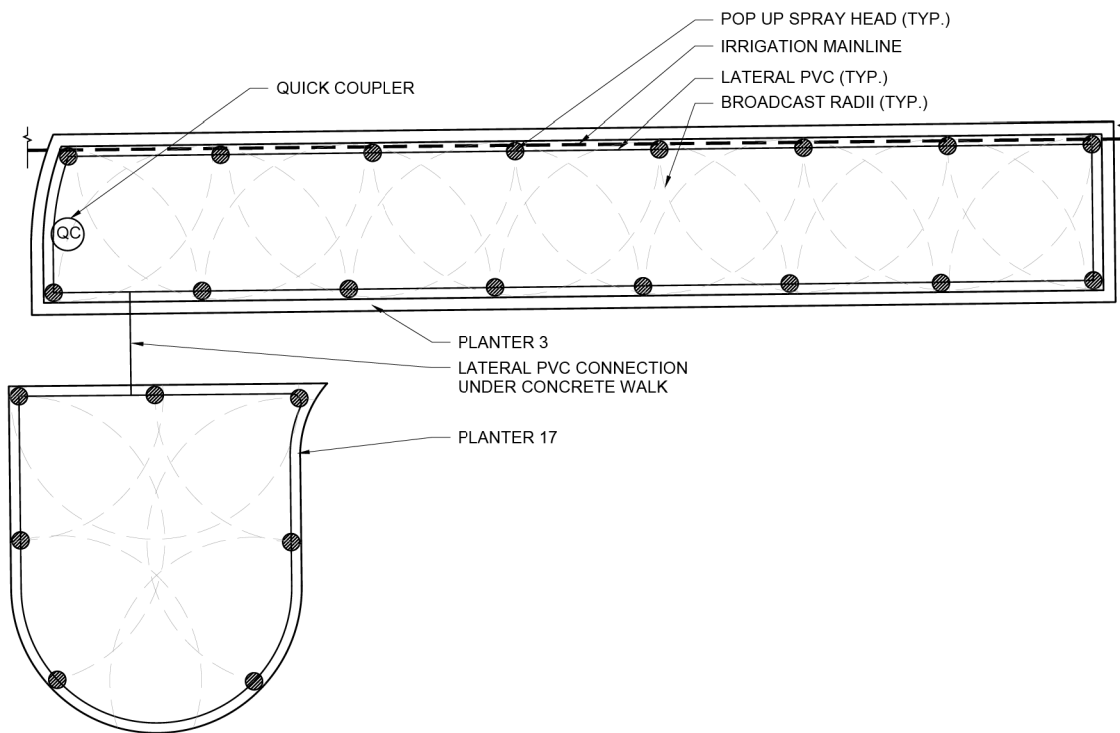 POP UP SPRAY HEAD (TYP.)
IRRIGATION MAINLINE
LATERAL PVC (TYP.)
BROADCAST RADII (TYP.)
QUICK COUPLER
QC
PLANTER 3
LATERAL PVC CONNECTION
UNDER CONCRETE WALK
PLANTER 17